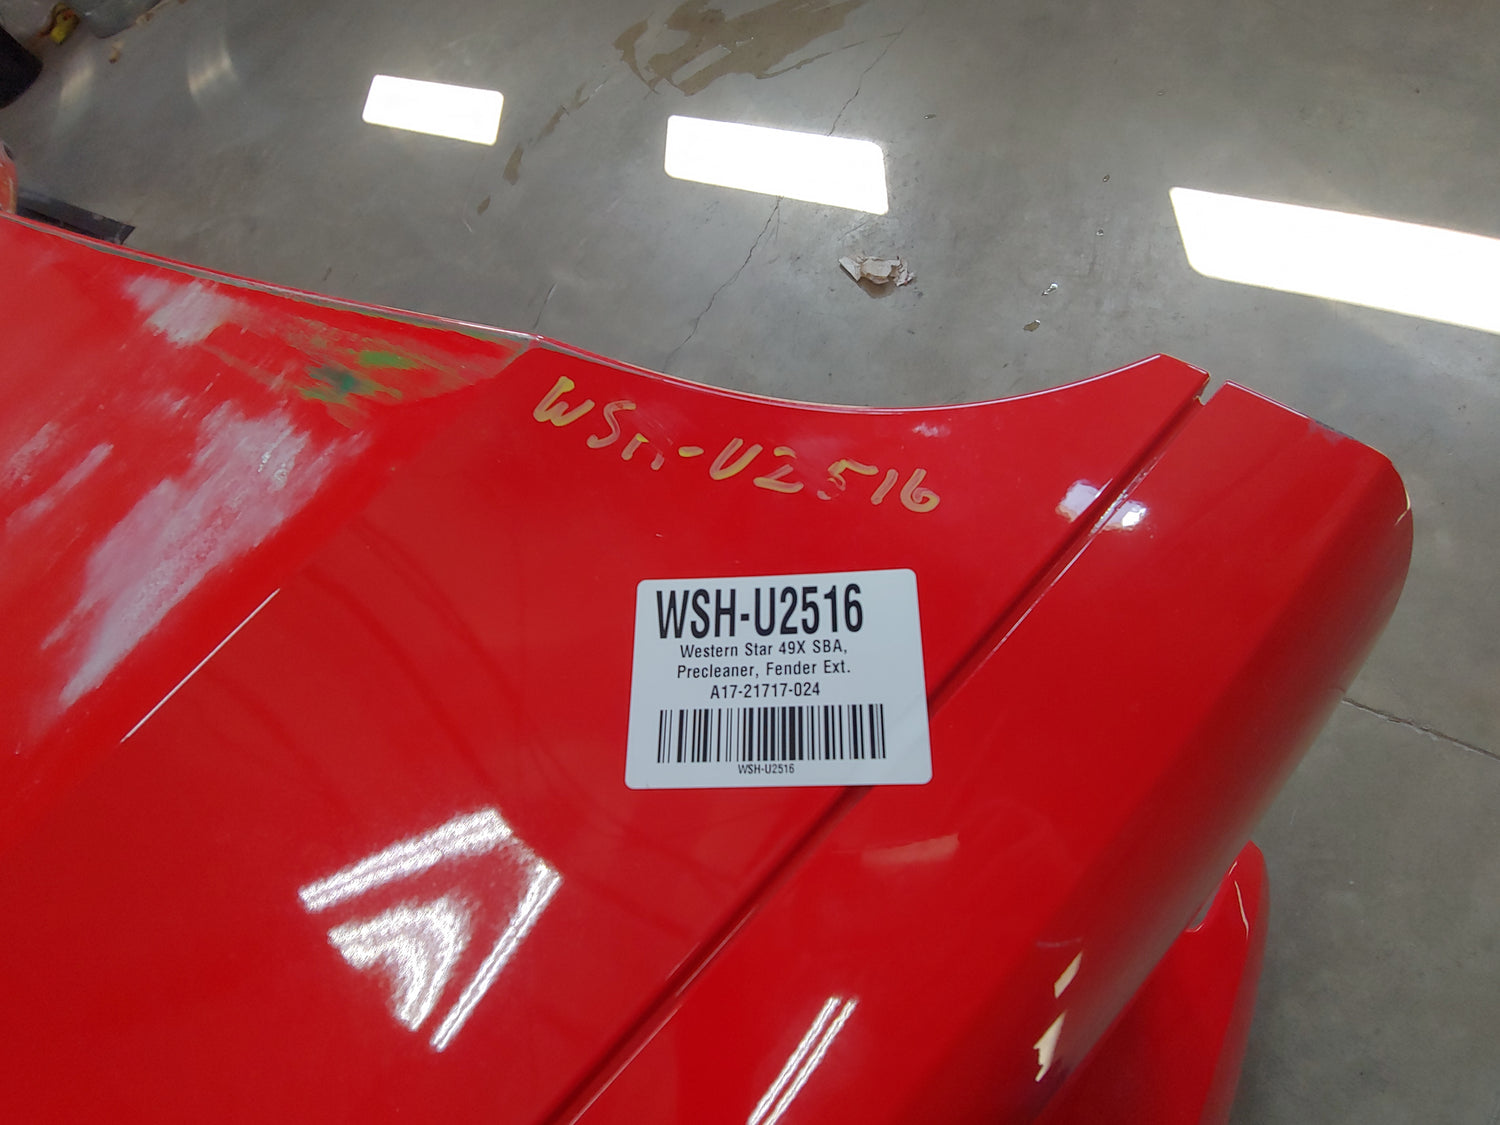 WSH-U2516
WSH-U2516
Western Star 49X SBA,
Precleaner, Fender Ext.
A17-21717-024
WSH-U2516